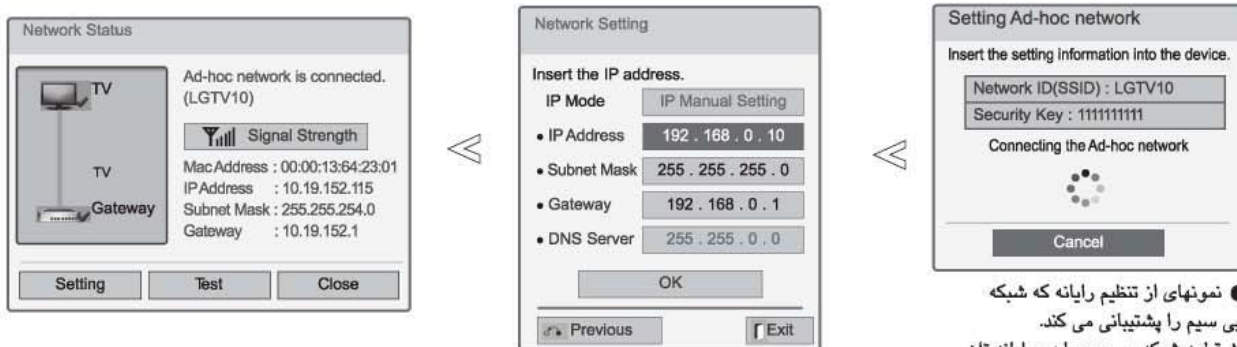 Setting Ad-hoc network
Insert the setting information into the device.
Network ID(SSID) : LGTV10
Security Key : 1111111111
Connecting the Ad-hoc network
Cancel
● نمونهای از تنظیم رایانه که شبکه
بی سیم را پشتیبانی می کند.
Network Setting
Insert the IP address.
IP Mode IP Manual Setting
• IP Address 192 . 168 . 0 . 10
• Subnet Mask 255 . 255 . 255 . 0
• Gateway 192 . 168 . 0 . 1
• DNS Server 255 . 255 . 0 . 0
OK
Previous Exit
Network Status
TV
TV
Gateway
Ad-hoc network is connected.
(LGTV10)
Signal Strength
Mac Address : 00:00:13:64:23:01
IP Address : 10.19.152.115
Subnet Mask : 255.255.254.0
Gateway : 10.19.152.1
Setting Test Close